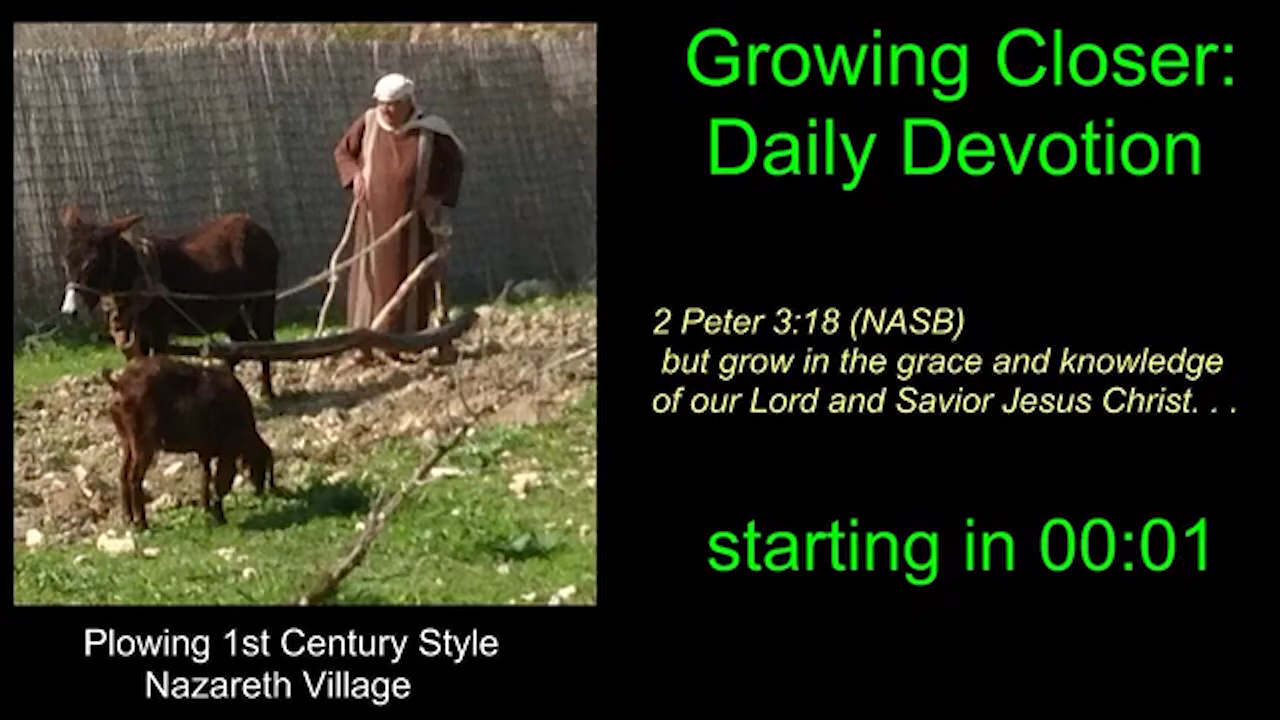 Growing Closer:
Daily Devotion
2 Peter 3:18 (NASB)
but grow in the grace and knowledge
of our Lord and Savior Jesus Christ. . .
starting in 00:01
Plowing 1st Century Style
Nazareth Village